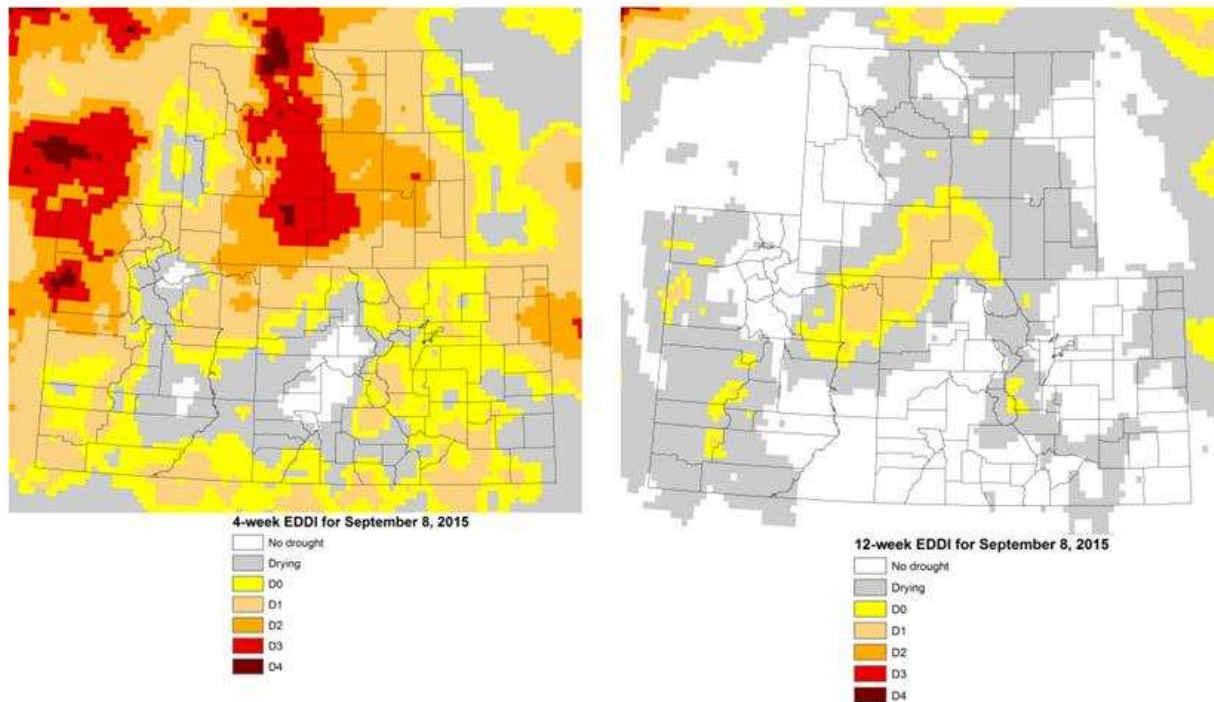 4-week EDDI for September 8, 2015
No drought
Drying
D0
D1
D2
D3
D4
12-week EDDI for September 8, 2015
No drought
Drying
D0
D1
D2
D3
D4